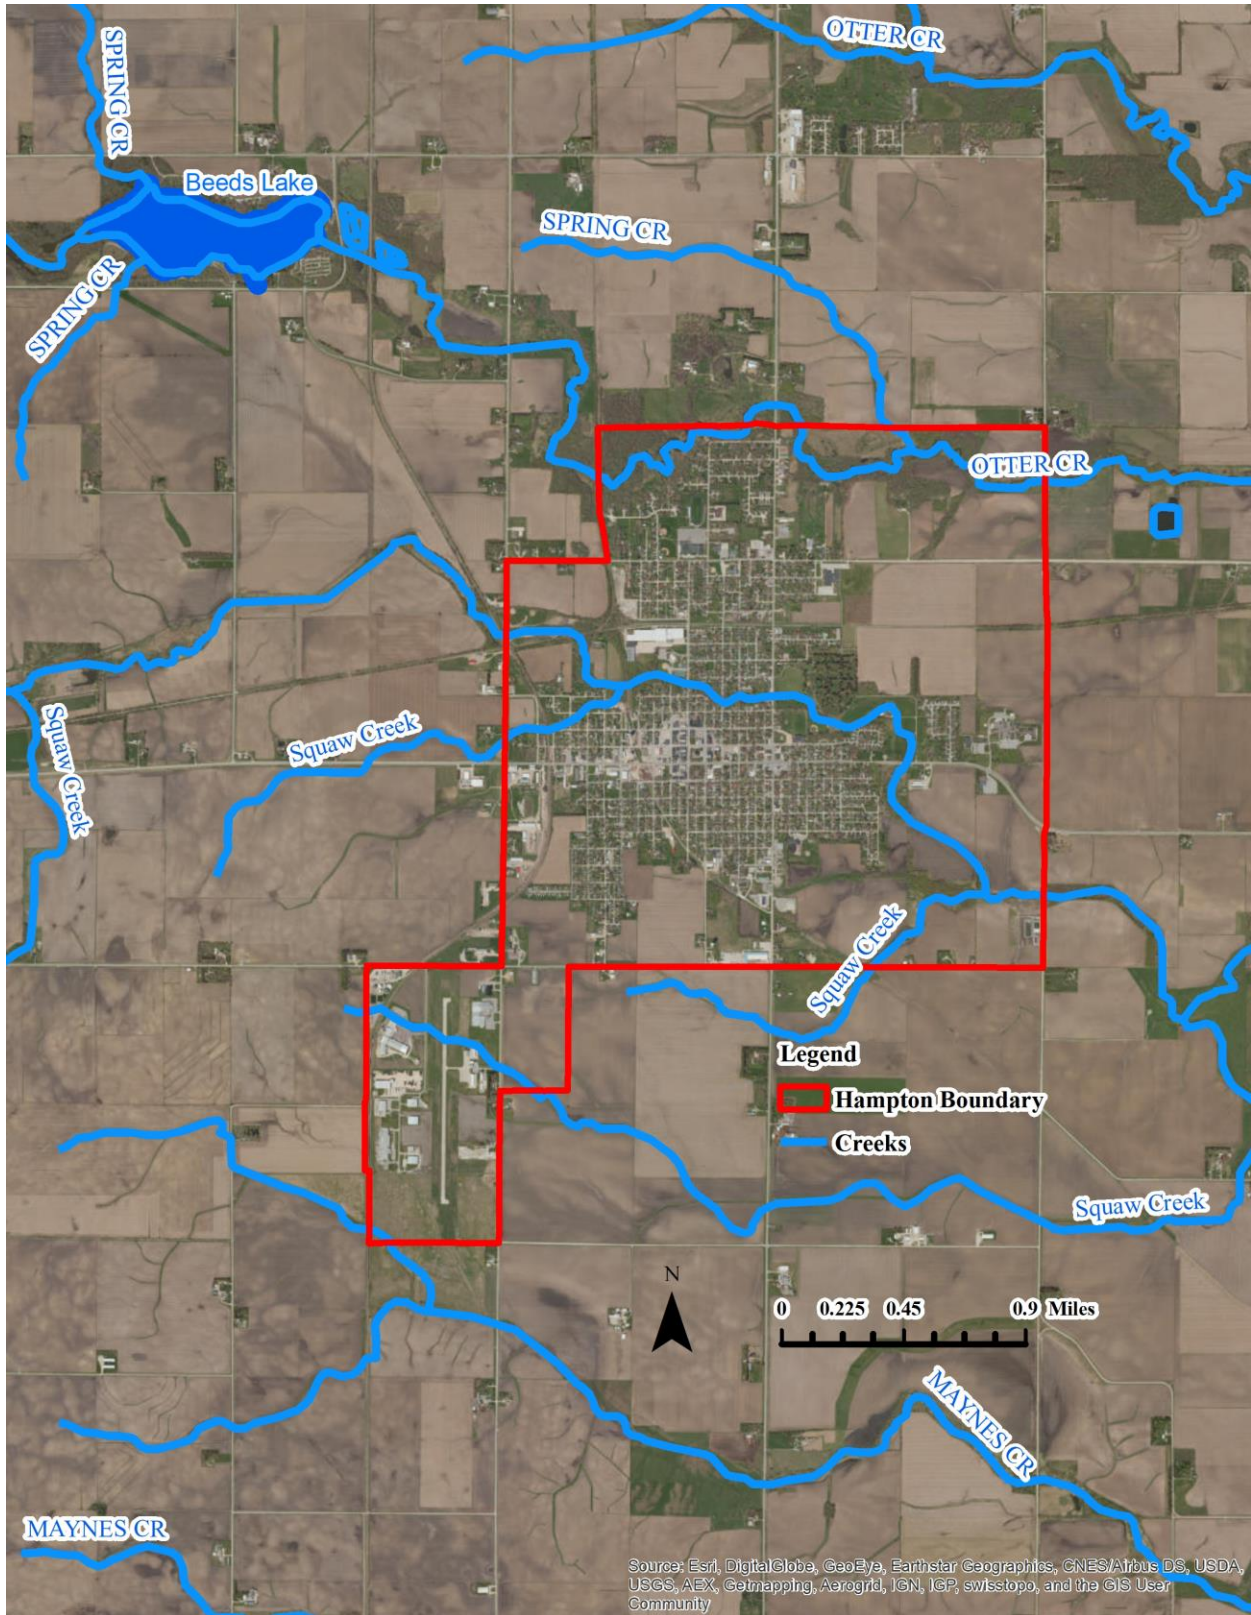 OTTER CR
SPRING CR
Beeds Lake
SPRING CR
SPRING CR
OTTER CR
Squaw Creek
Squaw Creek
Squaw Creek
Legend
Hampton Boundary
Creeks
Squaw Creek
N
0 0.225 0.45 0.9 Miles
MAYNES CR
MAYNES CR
Source: Esri, DigitalGlobe, GeoEye, Earthstar Geographics, CNES/Airbus DS, USDA,
USGS, AEX, Getmapping, Aerogrid, IGN, IGP, swisstopo, and the GIS User
Community